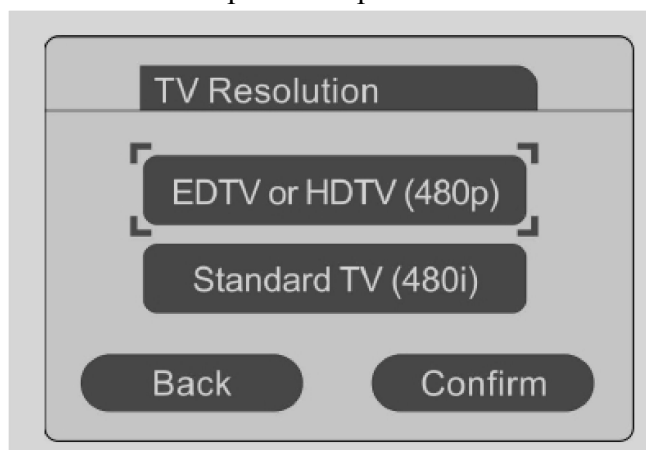 TV Resolution
EDTV or HDTV (480p)
Standard TV (480i)
Back Confirm